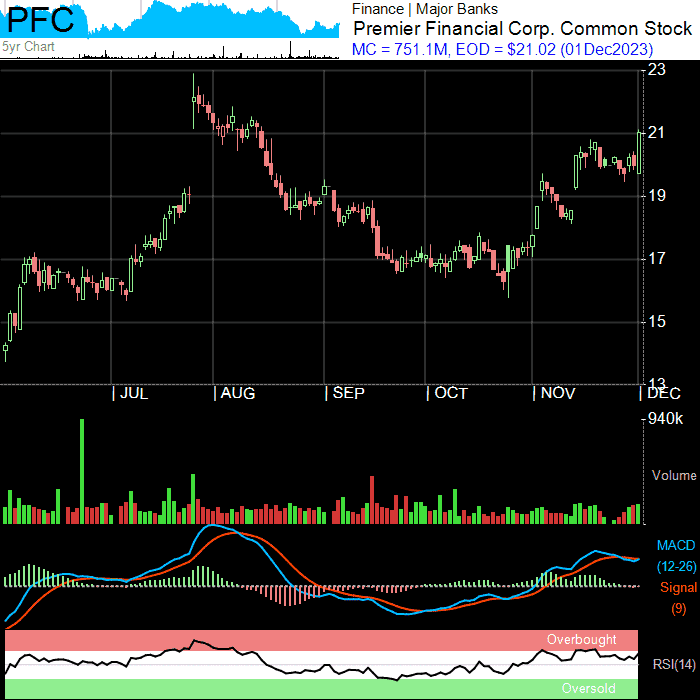 PFC
5yr Chart
Finance | Major Banks
Premier Financial Corp. Common Stock
MC = 751.1M, EOD = $21.02 (01Dec2023)
23
21
19
17
15
13
JUL AUG SEP OCT NOV DEC
940k
Volume
MACD
(12-26)
Signal
(9)
Overbought
RSI(14)
Oversold